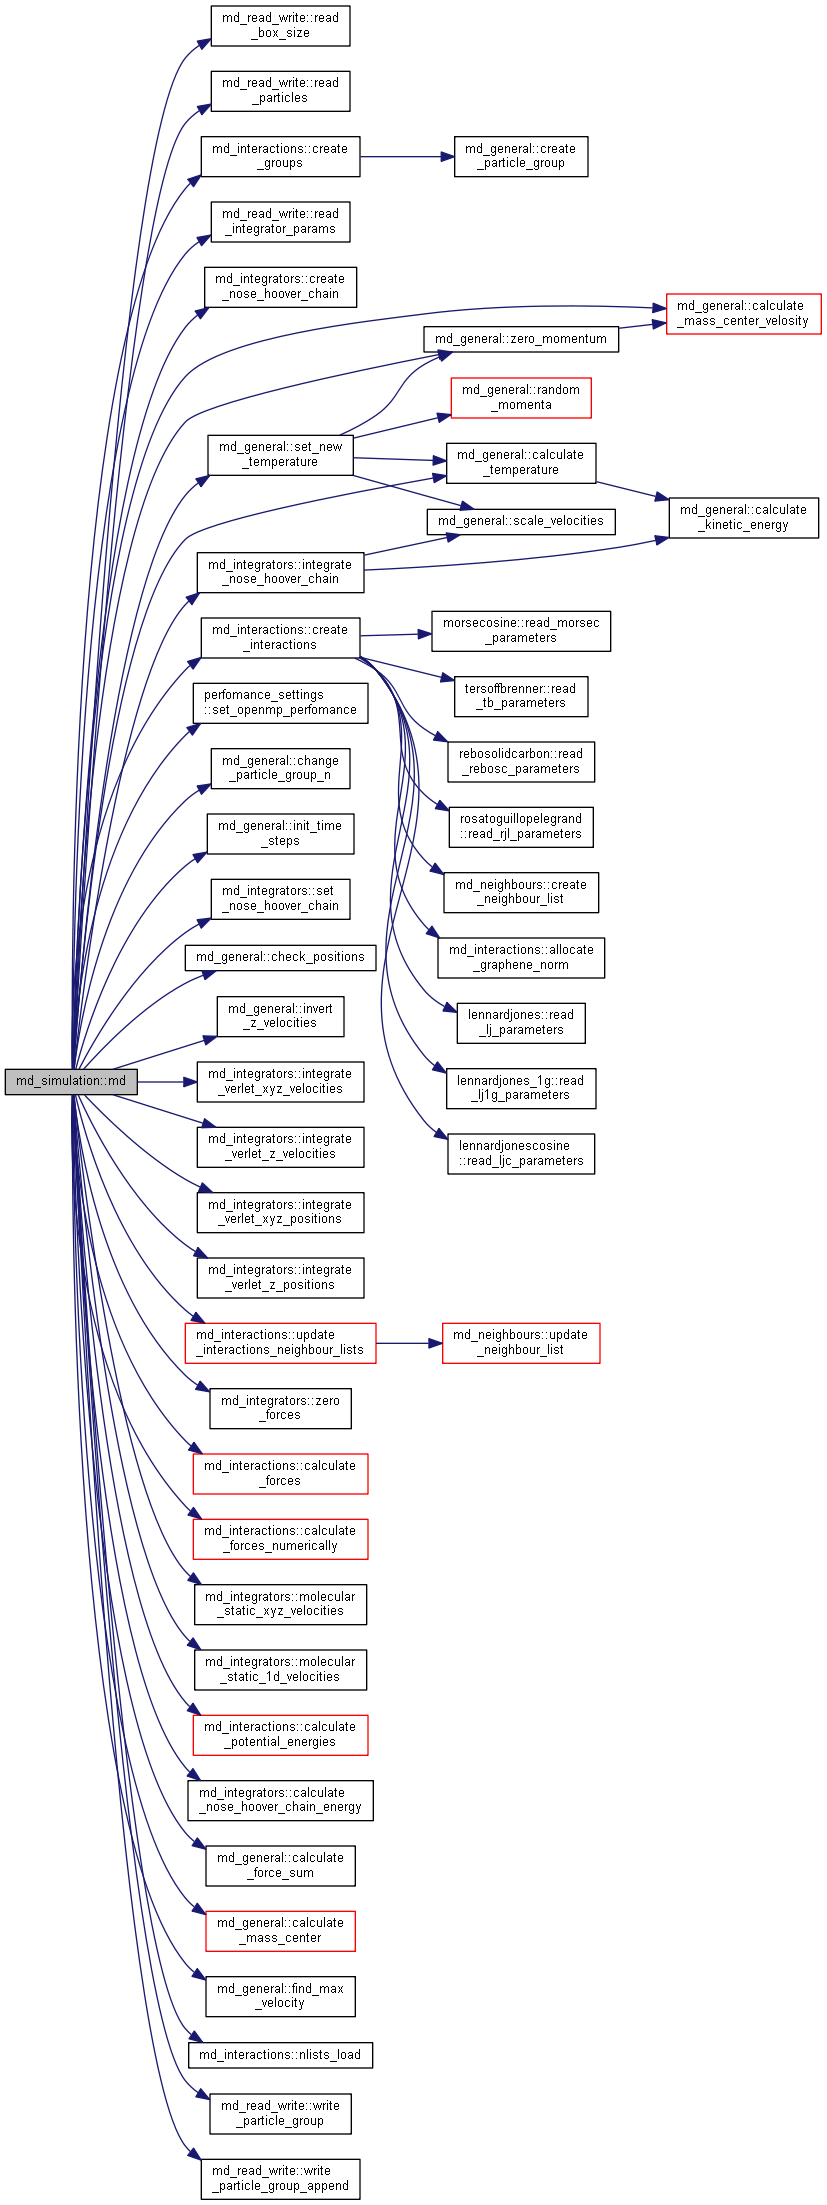 md_read_write::read
_box_size
md_read_write::read
_particles
md_interactions::create
_groups
md_general::create
_particle_group
md_read_write::read
_integrator_params
md_integrators::create
_nose_hoover_chain
md_general::calculate
_mass_center_velosity
md_general::zero_momentum
md_general::random
_momenta
md_general::set_new
_temperature
md_general::calculate
_temperature
md_general::scale_velocities
md_general::calculate
_kinetic_energy
md_integrators::integrate
_nose_hoover_chain
md_interactions::create
_interactions
morsecosine::read_morsec
_parameters
tersoffbrenner::read
_tb_parameters
perfomance_settings
::set_openmp_perfomance
rebosolidcarbon::read
_rebosc_parameters
md_general::change
_particle_group_n
rosatoguillopelegrand
::read_rjl_parameters
md_general::init_time
_steps
md_neighbours::create
_neighbour_list
md_integrators::set
_nose_hoover_chain
md_interactions::allocate
_graphene_norm
md_general::check_positions
lennardjones::read
_lj_parameters
md_general::invert
_z_velocities
md_simulation::md
lennardjones_1g::read
_lj1g_parameters
md_integrators::integrate
_verlet_xyz_velocities
md_integrators::integrate
_verlet_z_velocities
lennardjonescosine
::read_ljc_parameters
md_integrators::integrate
_verlet_xyz_positions
md_integrators::integrate
_verlet_z_positions
md_interactions::update
_interactions_neighbour_lists
md_neighbours::update
_neighbour_list
md_integrators::zero
_forces
md_interactions::calculate
_forces
md_interactions::calculate
_forces_numerically
md_integrators::molecular
_static_xyz_velocities
md_integrators::molecular
_static_1d_velocities
md_interactions::calculate
_potential_energies
md_integrators::calculate
_nose_hoover_chain_energy
md_general::calculate
_force_sum
md_general::calculate
_mass_center
md_general::find_max
_velocity
md_interactions::nlists_load
md_read_write::write
_particle_group
md_read_write::write
_particle_group_append